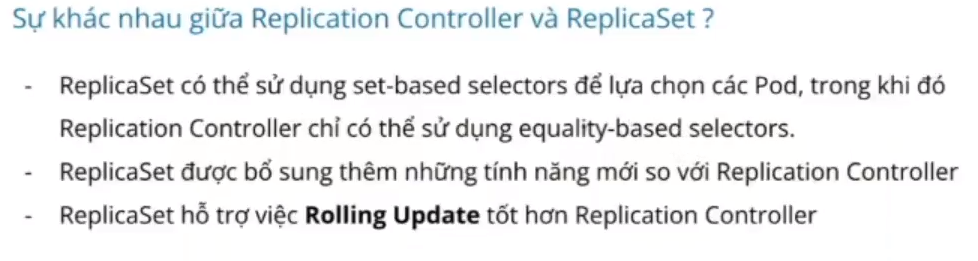 Sự khác nhau giữa Replication Controller và ReplicaSet ?
- ReplicaSet có thể sử dụng set-based selectors để lựa chọn các Pod, trong khi đó
Replication Controller chỉ có thể sử dụng equality-based selectors.
- ReplicaSet được bổ sung thêm những tính năng mới so với Replication Controller
- ReplicaSet hỗ trợ việc Rolling Update tốt hơn Replication Controller